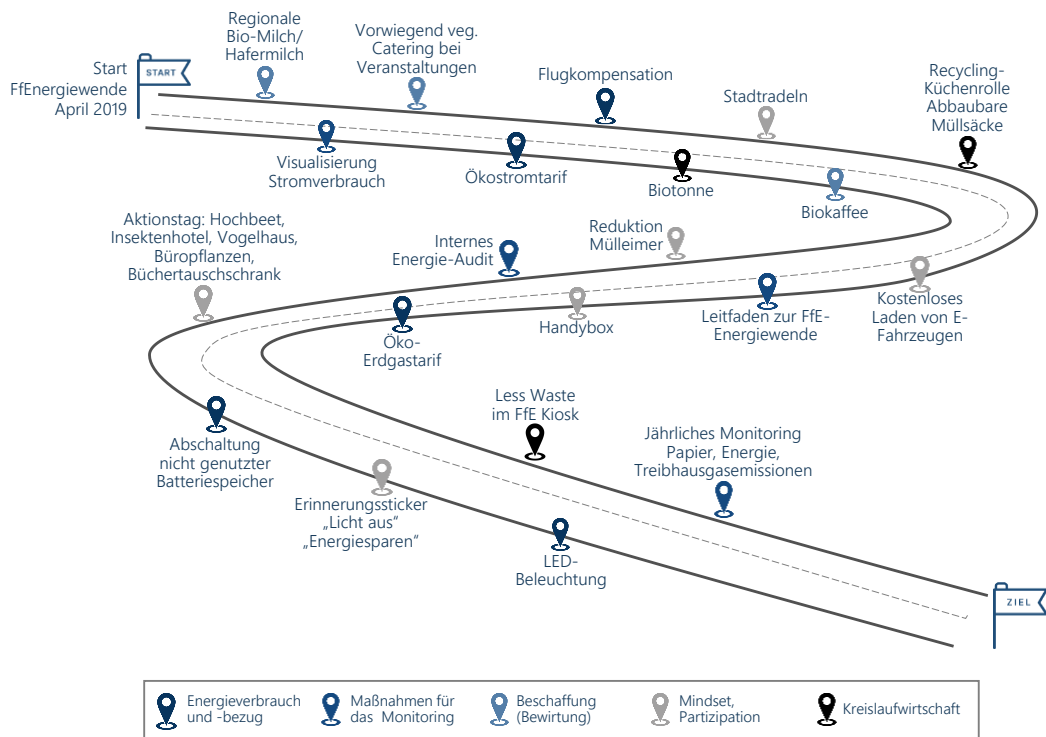 Start
FfEnergiewende
April 2019
START
Regionale
Bio-Milch/
Hafermilch
Vorwiegend veg.
Catering bei
Veranstaltungen
Flugkompensation
Stadtradeln
Recycling-
Küchenrolle
Abbaubare
Müllsäcke
Visualisierung
Stromverbrauch
Ökostromtarif
Biotonne
Biokaffee
Aktionstag: Hochbeet,
Insektenhotel, Vogelhaus,
Büropflanzen,
Büchertauschschrank
Internes
Energie-Audit
Reduktion
Mülleimer
Öko-
Erdgastarif
Handybox
Leitfaden zur FfE-
Energiewende
Kostenloses
Laden von E-
Fahrzeugen
Abschaltung
nicht genutzter
Batteriespeicher
Less Waste
im FfE Kiosk
Jährliches Monitoring
Papier, Energie,
Treibhausgasemissionen
Erinnerungssticker
„Licht aus“
„Energiesparen“
LED-
Beleuchtung
ZIEL
Energieverbrauch
und -bezug
Maßnahmen für
das Monitoring
Beschaffung
(Bewirtung)
Mindset,
Partizipation
Kreislaufwirtschaft